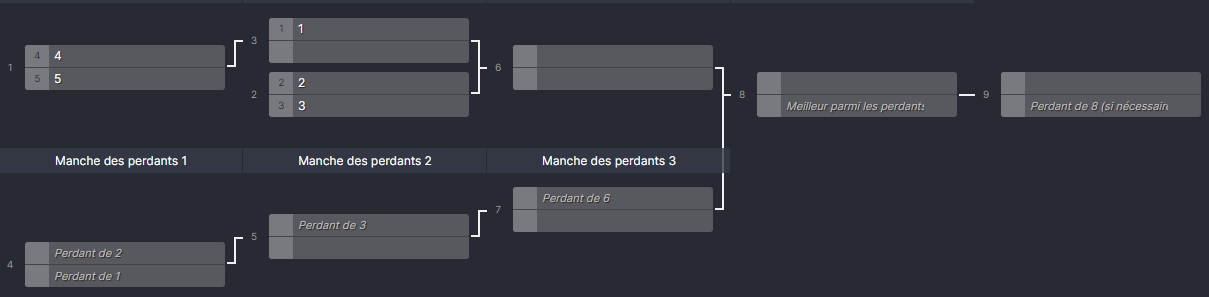 1
4 4
5 5
3
1 1
2
2 2
3 3
6
8
Meilleur parmi les perdants
9
Perdant de 8 (si nécessaire
Manche des perdants 1
Manche des perdants 2
Manche des perdants 3
4
Perdant de 2
Perdant de 1
5
Perdant de 3
7
Perdant de 6